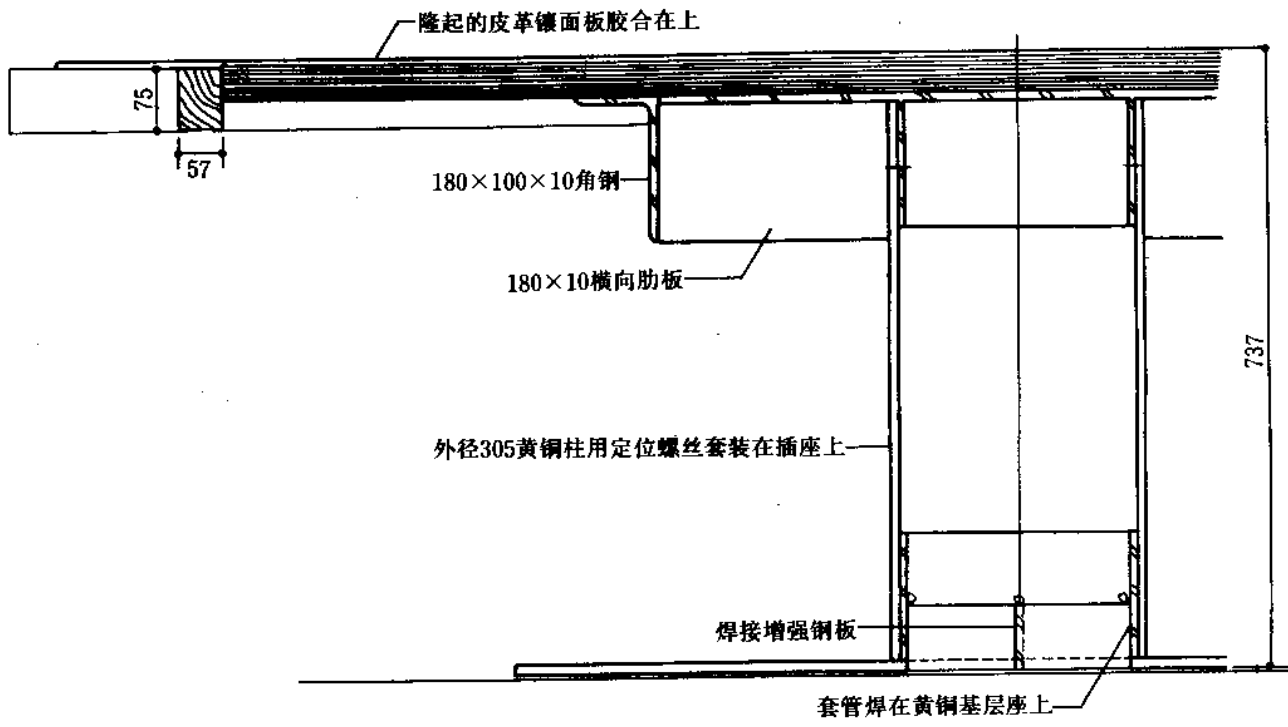 隆起的皮革镶面板胶合在上
75
57
180×100×10角钢
180×10横向肋板
737
外径305黄铜柱用定位螺丝套装在插座上
焊接增强钢板
套管焊在黄铜基层座上